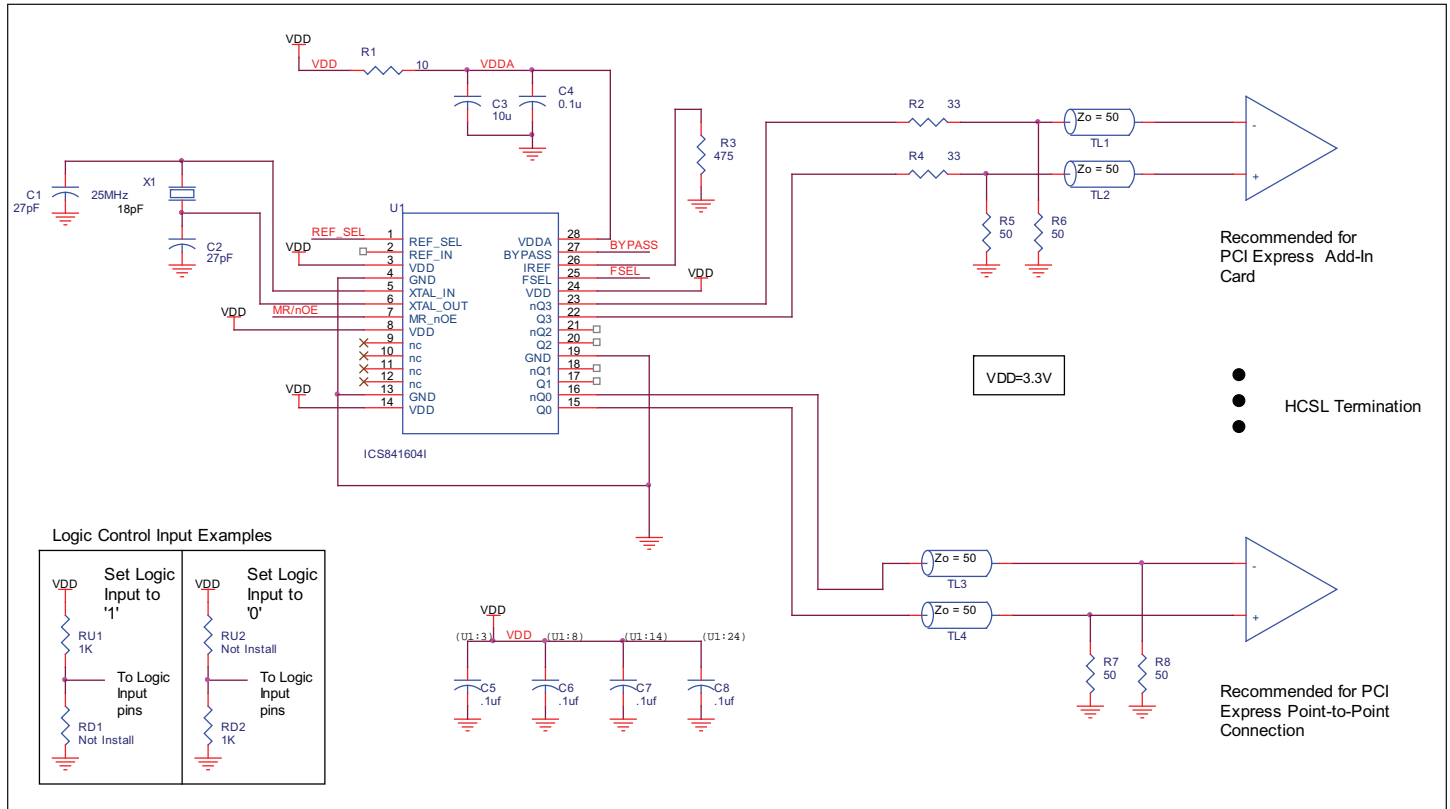 VDD
VDD
R1
10
VDDA
C3
10u
C4
0.1u
R3
475
R2 33
R4 33
Zo = 50
TL1
Zo = 50
TL2
-
+
R5
50
R6
50
Recommended for
PCI Express Add-In
Card
C1
27pF
25MHz
X1
18pF
C2
27pF
U1
REF_SEL
1
REF_SEL
2
REF_IN
VDD
3
VDD
4
GND
5
XTAL_IN
6
XTAL_OUT
MR/nOE
7
MR_nOE
VDD
8
VDD
9
nc
10
nc
11
nc
12
nc
13
GND
VDD
14
VDD
28
VDDA
27
BYPASS
BYPASS
26
IREF
25
FSEL
FSEL
24
VDD
VDD
23
nQ3
22
Q3
21
nQ2
20
Q2
19
GND
18
nQ1
17
Q1
16
nQ0
15
Q0
ICS841604I
VDD=3.3V
HCSL Termination
Logic Control Input Examples
VDD
Set Logic
Input to
'1'
RU1
1K
To Logic
Input
pins
RD1
Not Install
VDD
Set Logic
Input to
'0'
RU2
Not Install
To Logic
Input
pins
RD2
1K
VDD
(U1:3)
VDD
(U1:8)
(U1:14)
(U1:24)
C5
.1uf
C6
.1uf
C7
.1uf
C8
.1uf
Zo = 50
TL3
Zo = 50
TL4
-
+
R7
50
R8
50
Recommended for PCI
Express Point-to-Point
Connection